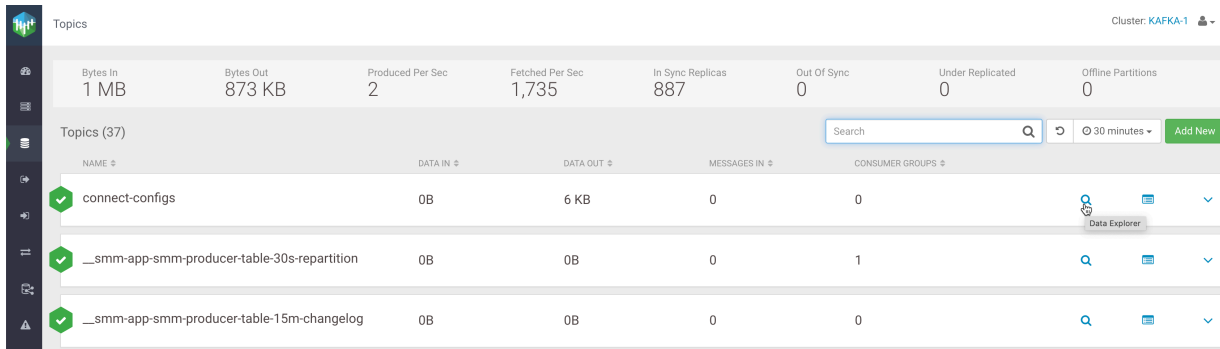 Topics
Cluster: KAFKA-1
Bytes In Bytes Out Produced Per Sec Fetched Per Sec In Sync Replicas Out Of Sync Under Replicated Offline Partitions
1 MB 873 KB 2 1,735 887 0 0 0
Topics (37) Search 30 minutes Add New
NAME DATA IN DATA OUT MESSAGES IN CONSUMER GROUPS
connect-configs 0B 6 KB 0 0
Data Explorer
__smm-app-smm-producer-table-30s-repartition 0B 0B 0 1
__smm-app-smm-producer-table-15m-changelog 0B 0B 0 0